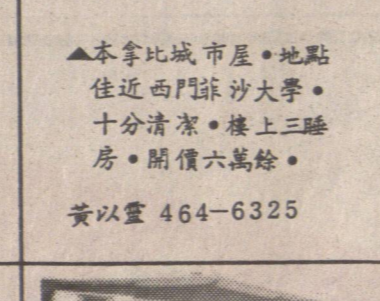 ▲本拿比城市屋•地點
佳近西門菲沙大學•
十分清潔•樓上三睡
房•開價六萬餘•
黃以靈 464-6325